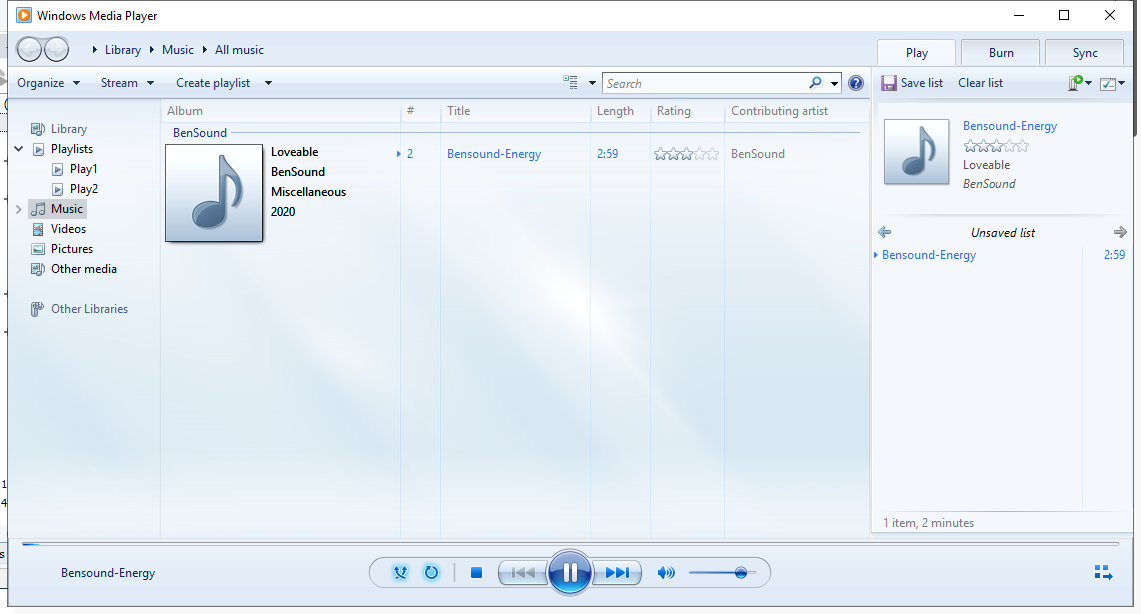 Windows Media Player
Library Music All music
Play Burn Sync
Organize Stream Create playlist
Search
Save list Clear list
Album # Title Length Rating Contributing artist
BenSound
Loveable
BenSound
Miscellaneous
2020
2 Bensound-Energy 2:59 BenSound
Library
Playlists
Play1
Play2
Music
Videos
Pictures
Other media
Other Libraries
Bensound-Energy
Loveable
BenSound
Unsaved list
Bensound-Energy 2:59
1 item, 2 minutes
Bensound-Energy